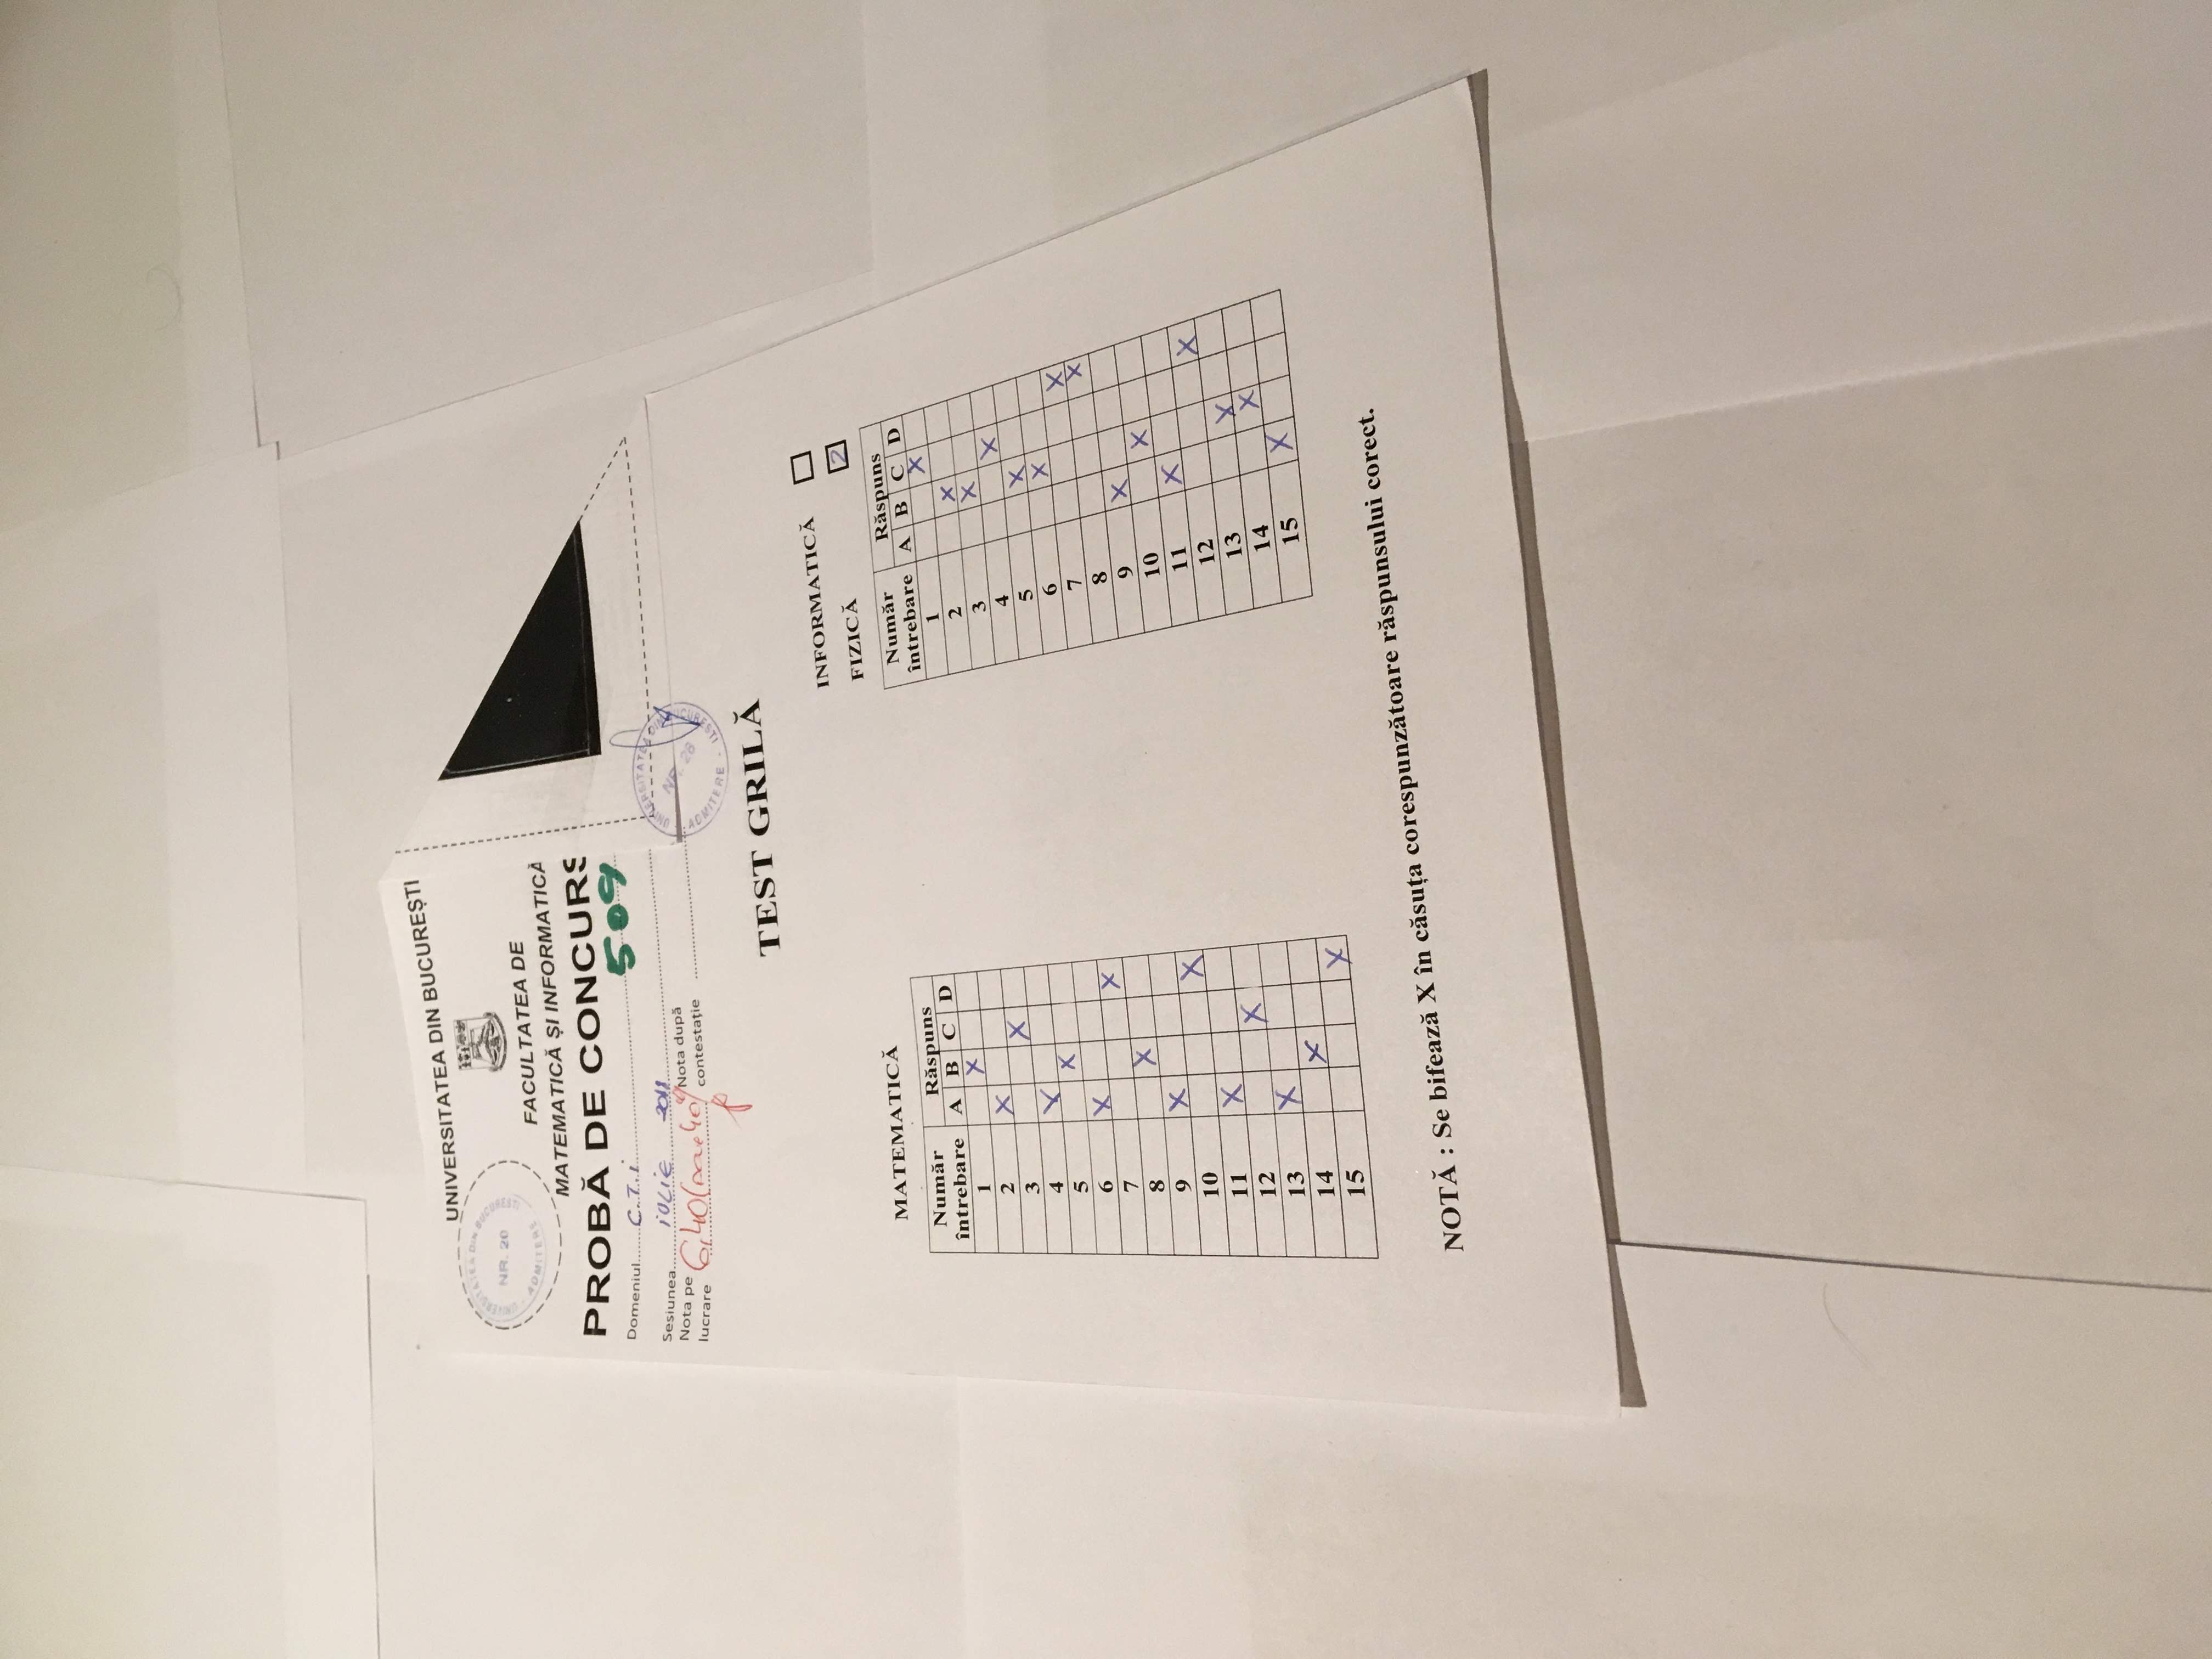 UNIVERSITATEA DIN BUCUREȘTI
UNIVERSITATEA DIN BUCUREȘTI
NR. 20
ADMITERE
FACULTATEA DE
MATEMATICĂ ȘI INFORMATICĂ
PROBĂ DE CONCURS
Domeniul C.T.i 509
Sesiunea iulie 2018
Nota pe lucrare 6,40 Nota după contestație
UNIVERSITATEA DIN BUCUREȘTI
NR. 28
ADMITERE
TEST GRILĂ
INFORMATICĂ
FIZICĂ 2
MATEMATICĂ
Număr întrebare Răspuns
A B C D
1 X
2 X
3 X
4 X
5 X
6 X
7 X
8 X
9 X
10 X
11 X
12 X
13 X
14 X
15 X
Număr întrebare Răspuns
A B C D
1 X
2 X
3 X
4 X
5 X
6 X
7 X
8 X
9 X
10 X
11 X
12 X
13 X
14 X
15 X
NOTĂ : Se bifează X în căsuța corespunzătoare răspunsului corect.